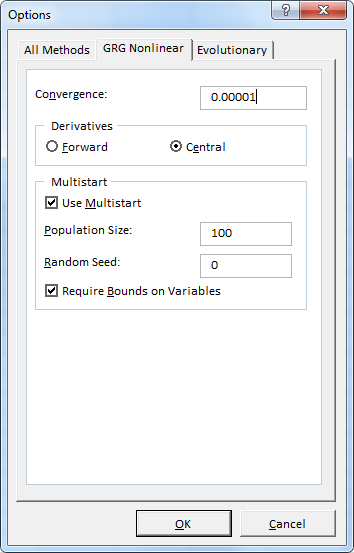 Options ?
All Methods GRG Nonlinear Evolutionary
Convergence: 0.00001
Derivatives
Forward Central
Multistart
Use Multistart
Population Size: 100
Random Seed: 0
Require Bounds on Variables
OK Cancel